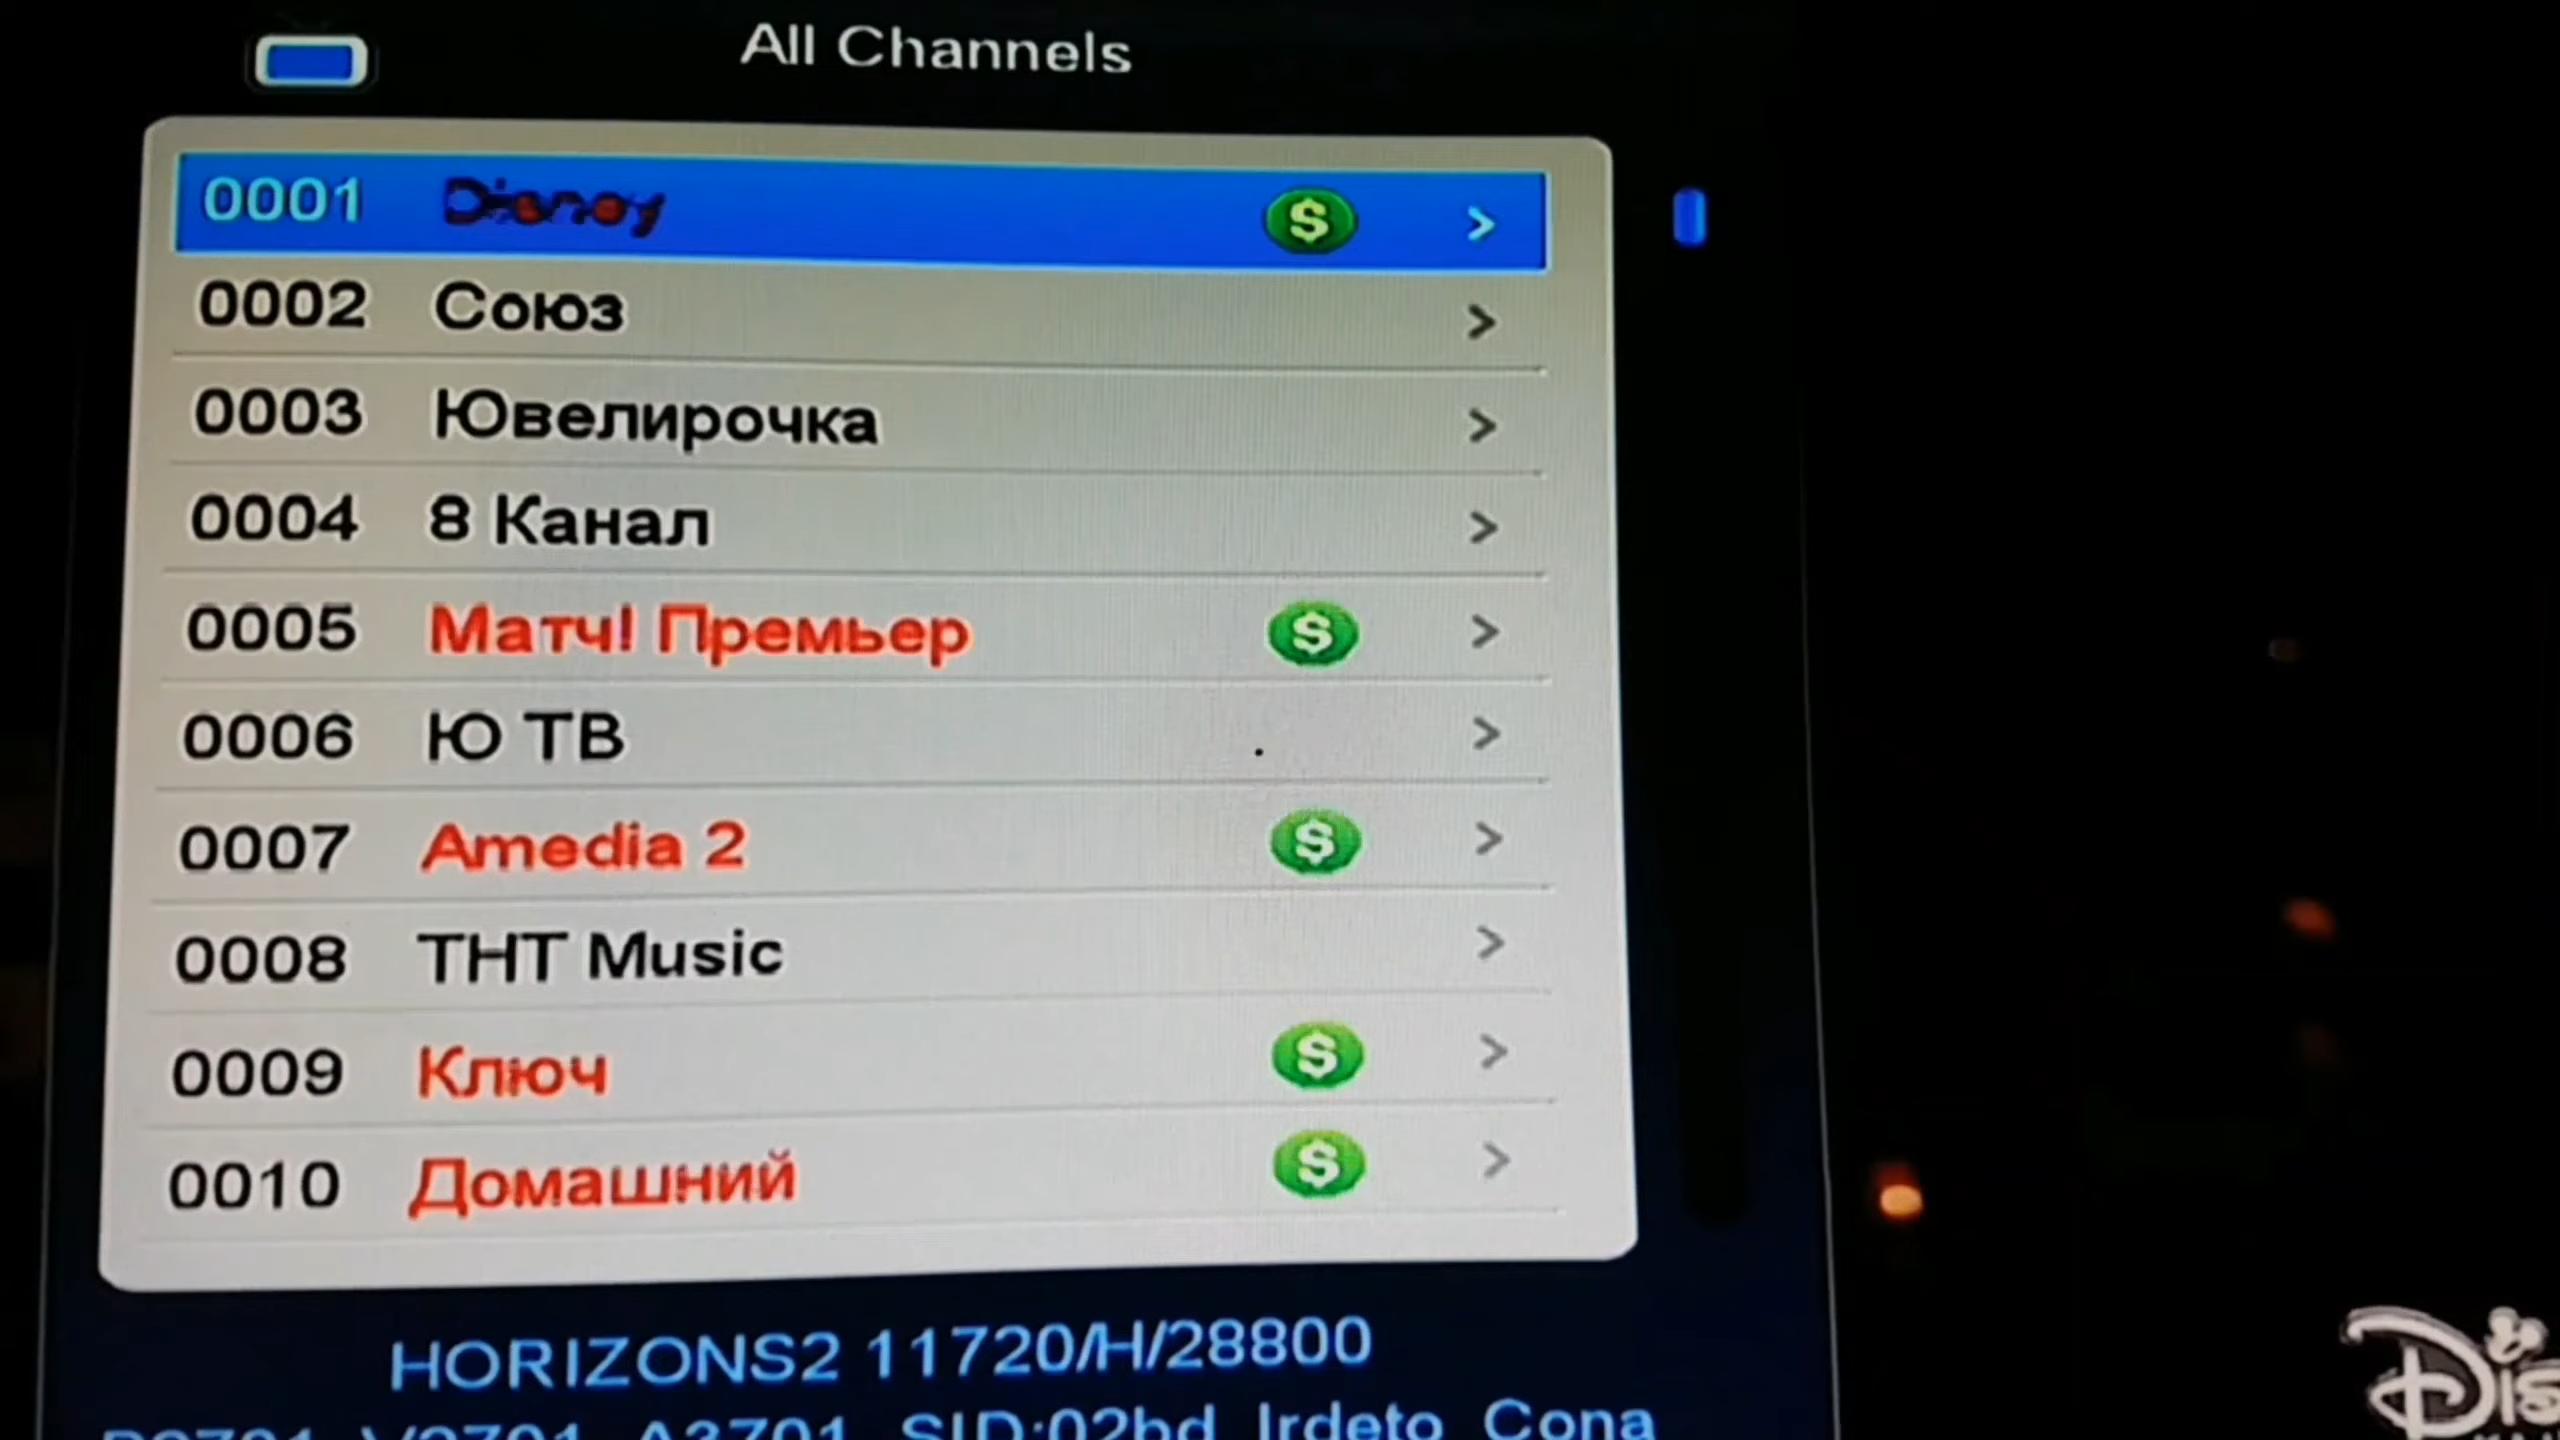 All Channels
0001 Disney
0002 Союз
0003 Ювелирочка
0004 8 Канал
0005 Матч! Премьер
0006 Ю ТВ
0007 Amedia 2
0008 ТНТ Music
0009 Ключ
0010 Домашний
HORIZONS2 11720/H/28800
SID:02bd Irdeto Cona